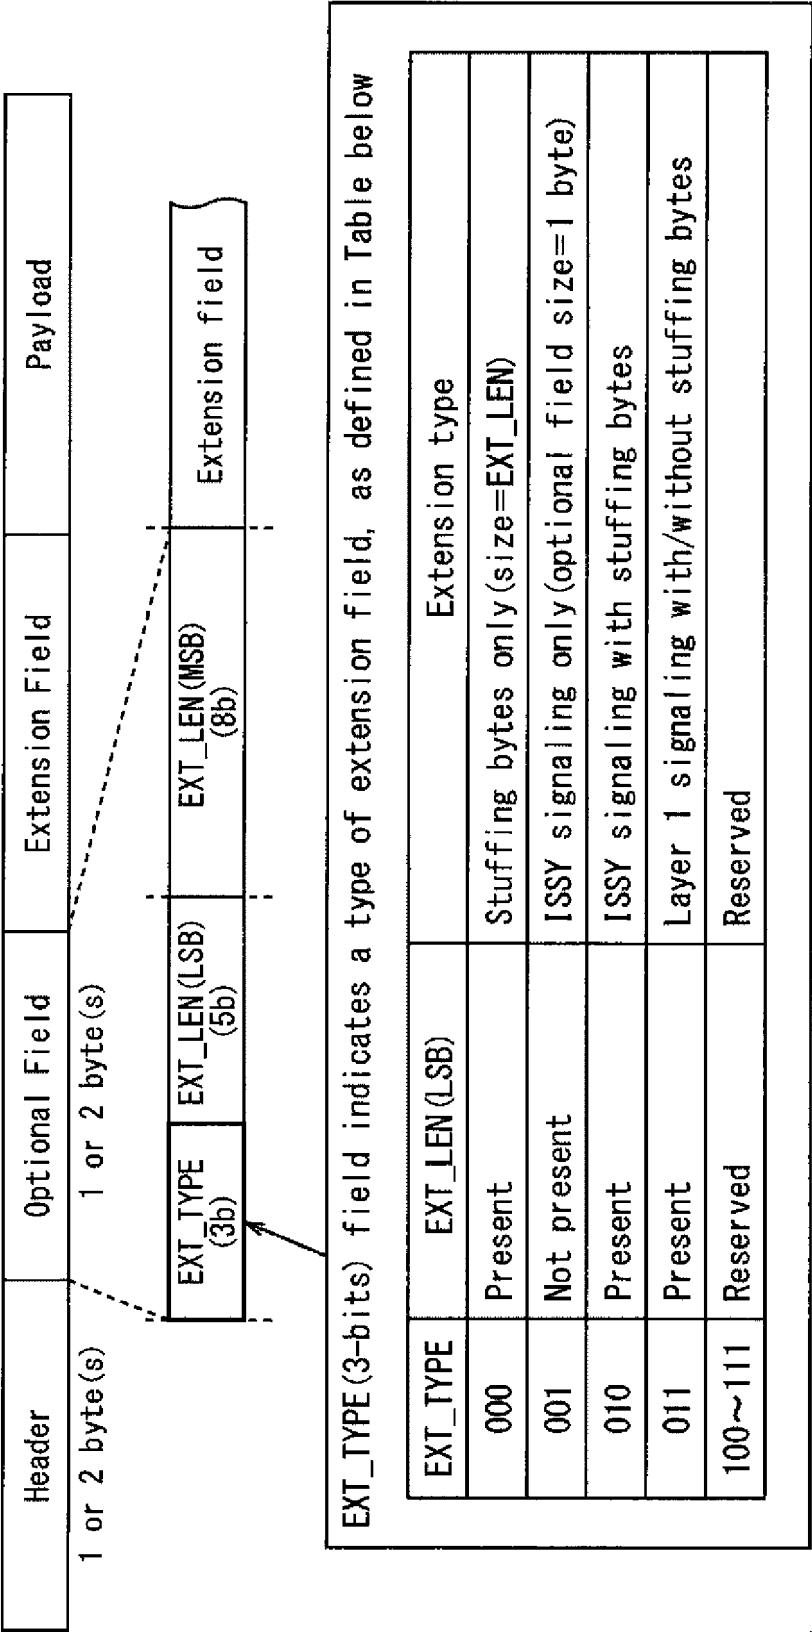 Header
Optional Field
Extension Field
Payload
1 or 2 byte(s)
1 or 2 byte(s)
EXT_TYPE
(3b)
EXT_LEN(LSB)
(5b)
EXT_LEN(MSB)
(8b)
Extension field
EXT_TYPE(3-bits) field indicates a type of extension field, as defined in Table below
EXT_TYPE EXT_LEN(LSB) Extension type
000 Present Stuffing bytes only(size=EXT_LEN)
001 Not present ISSY signaling only(optional field size=1 byte)
010 Present ISSY signaling with stuffing bytes
011 Present Layer 1 signaling with/without stuffing bytes
100~111 Reserved Reserved